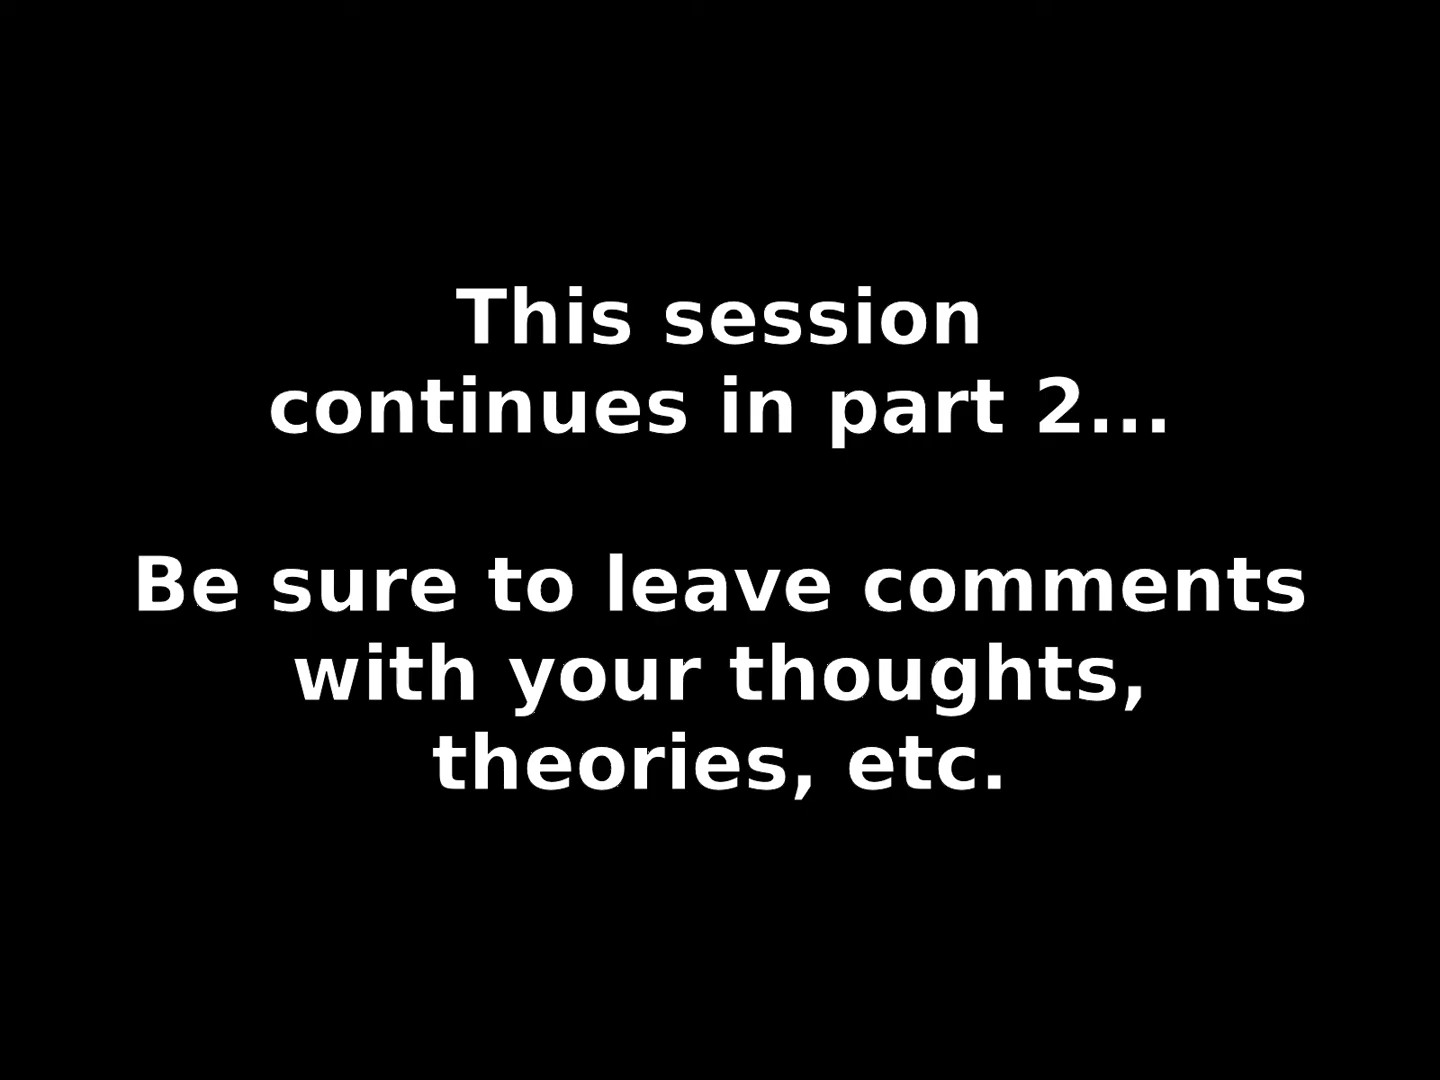 This session
continues in part 2...
Be sure to leave comments
with your thoughts,
theories, etc.